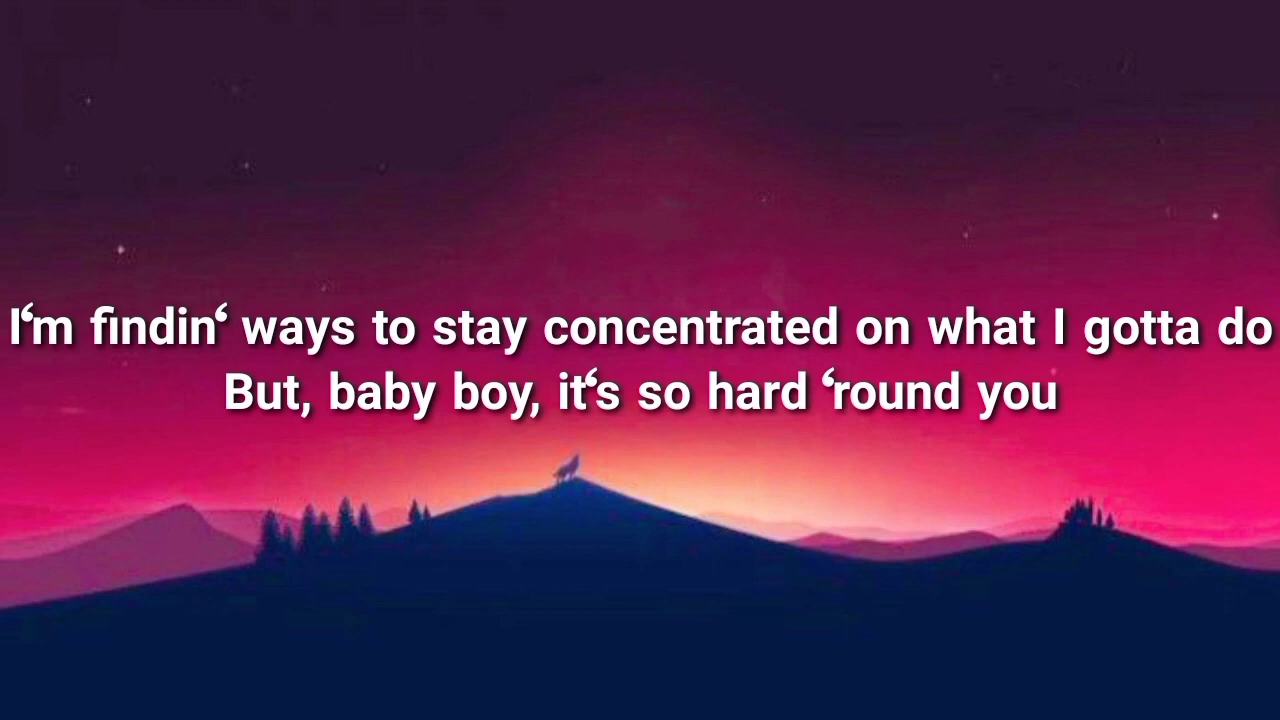 I‘m findin‘ ways to stay concentrated on what I gotta do
But, baby boy, it‘s so hard ‘round you